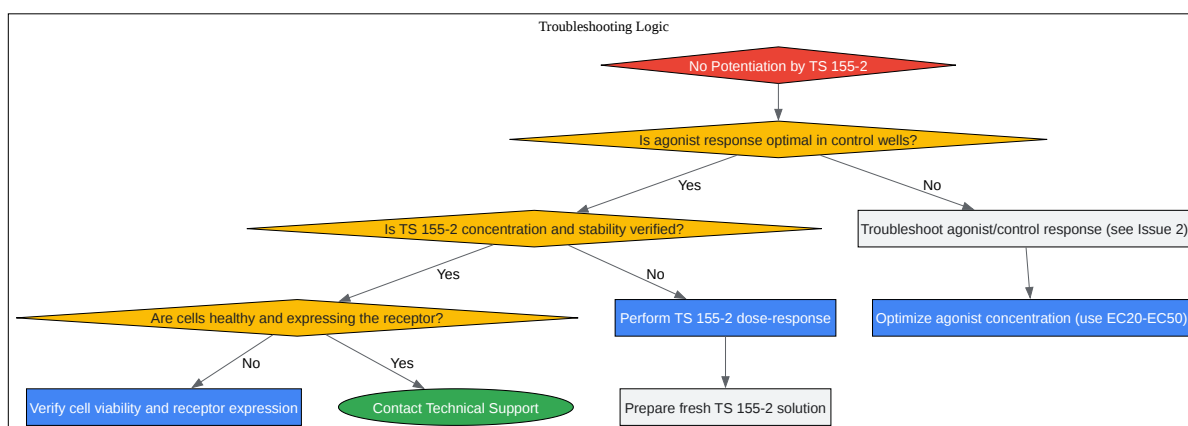 Troubleshooting Logic
No Potentiation by TS 155-2
Is agonist response optimal in control wells?
Yes
No
Is TS 155-2 concentration and stability verified?
Troubleshoot agonist/control response (see Issue 2)
Yes
No
Are cells healthy and expressing the receptor?
Perform TS 155-2 dose-response
Optimize agonist concentration (use EC20-EC50)
No
Yes
Verify cell viability and receptor expression
Contact Technical Support
Prepare fresh TS 155-2 solution